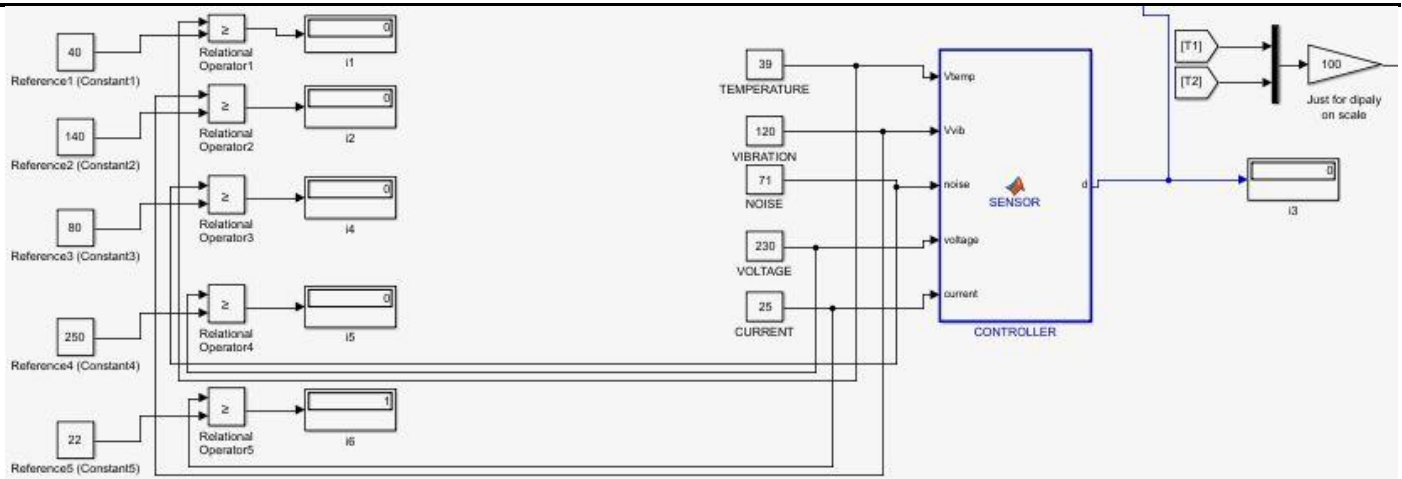 40
Reference1 (Constant1)
≥
Relational
Operator1
0
i1
140
Reference2 (Constant2)
≥
Relational
Operator2
0
i2
80
Reference3 (Constant3)
≥
Relational
Operator3
0
i4
250
Reference4 (Constant4)
≥
Relational
Operator4
0
i5
22
Reference5 (Constant5)
≥
Relational
Operator5
1
i6
39
TEMPERATURE
120
VIBRATION
71
NOISE
230
VOLTAGE
25
CURRENT
Vtemp
Vvib
noise
voltage
current
SENSOR
d
CONTROLLER
[T1]
[T2]
100
Just for dipaly
on scale
0
i3